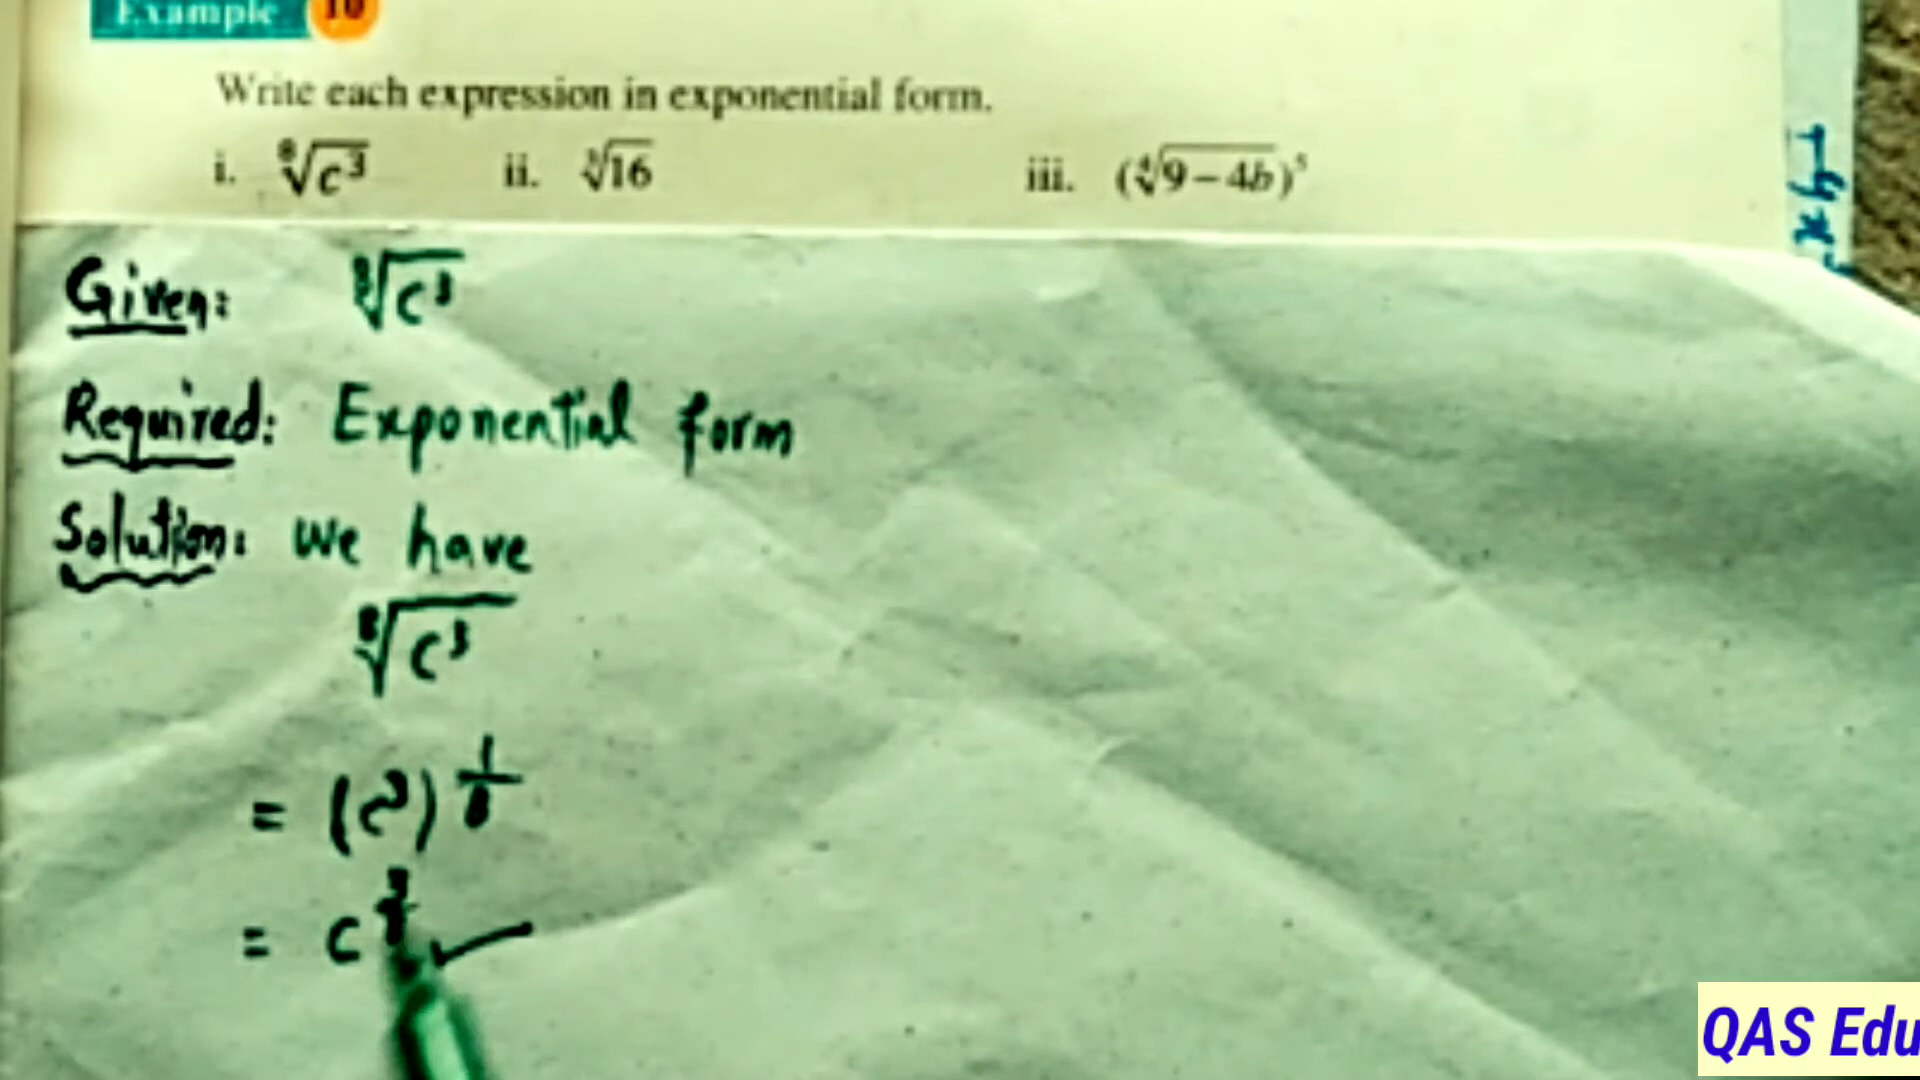 Example 10
Write each expression in exponential form.
i. ⁸√c³ ii. ³√16 iii. (⁴√9 − 4b)⁵
Given: ⁸√c³
Required: Exponential form
Solution: we have
⁸√c³
= (c³)^(1/8)
= c^(3/8) ✓
QAS Edu